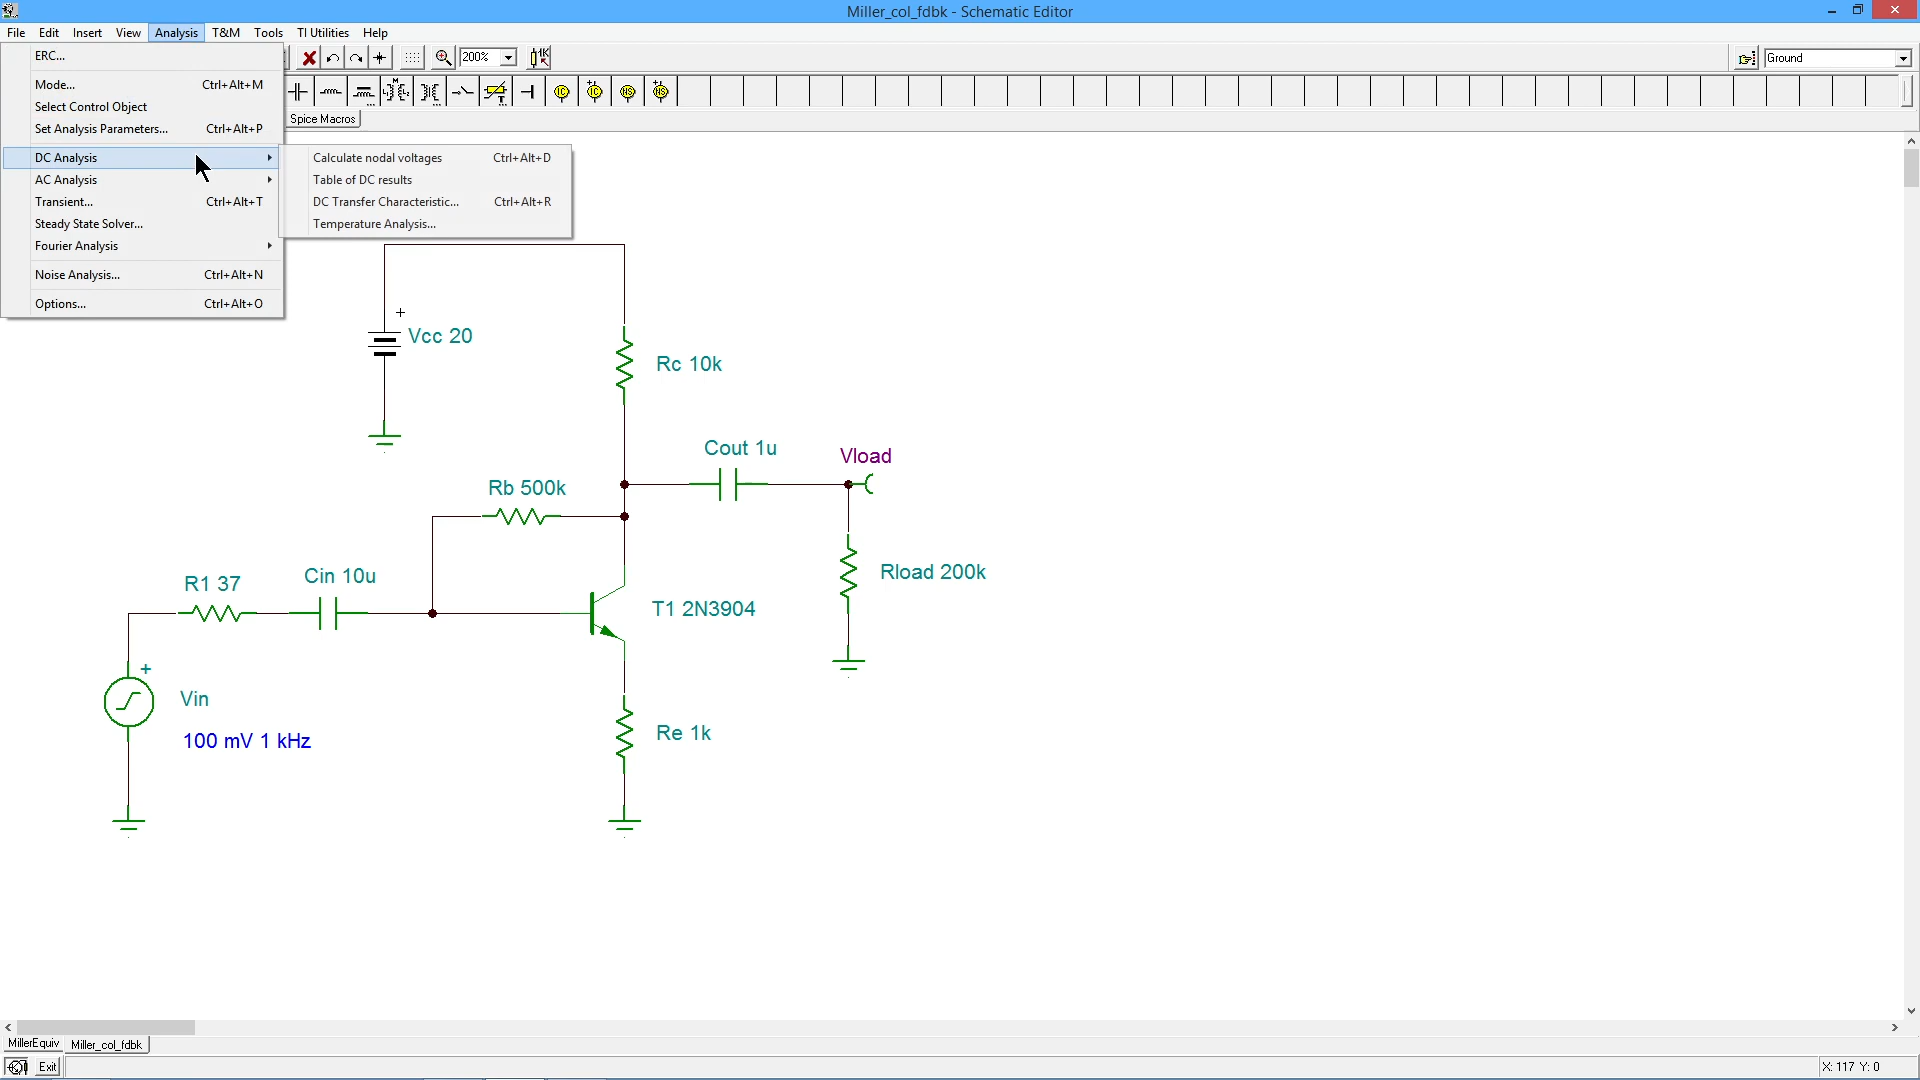 Miller_col_fdbk - Schematic Editor
File Edit Insert View Analysis T&M Tools TI Utilities Help
ERC...
Mode... Ctrl+Alt+M
Select Control Object
Set Analysis Parameters... Ctrl+Alt+P
DC Analysis
AC Analysis
Transient... Ctrl+Alt+T
Steady State Solver...
Fourier Analysis
Noise Analysis... Ctrl+Alt+N
Options... Ctrl+Alt+O
200%
Ground
Spice Macros
Calculate nodal voltages Ctrl+Alt+D
Table of DC results
DC Transfer Characteristic... Ctrl+Alt+R
Temperature Analysis...
+
Vcc 20
Rc 10k
Cout 1u
Vload
Rb 500k
R1 37
Cin 10u
Rload 200k
T1 2N3904
+
Vin
Re 1k
100 mV 1 kHz
MillerEquiv Miller_col_fdbk
Exit
X: 117 Y: 0